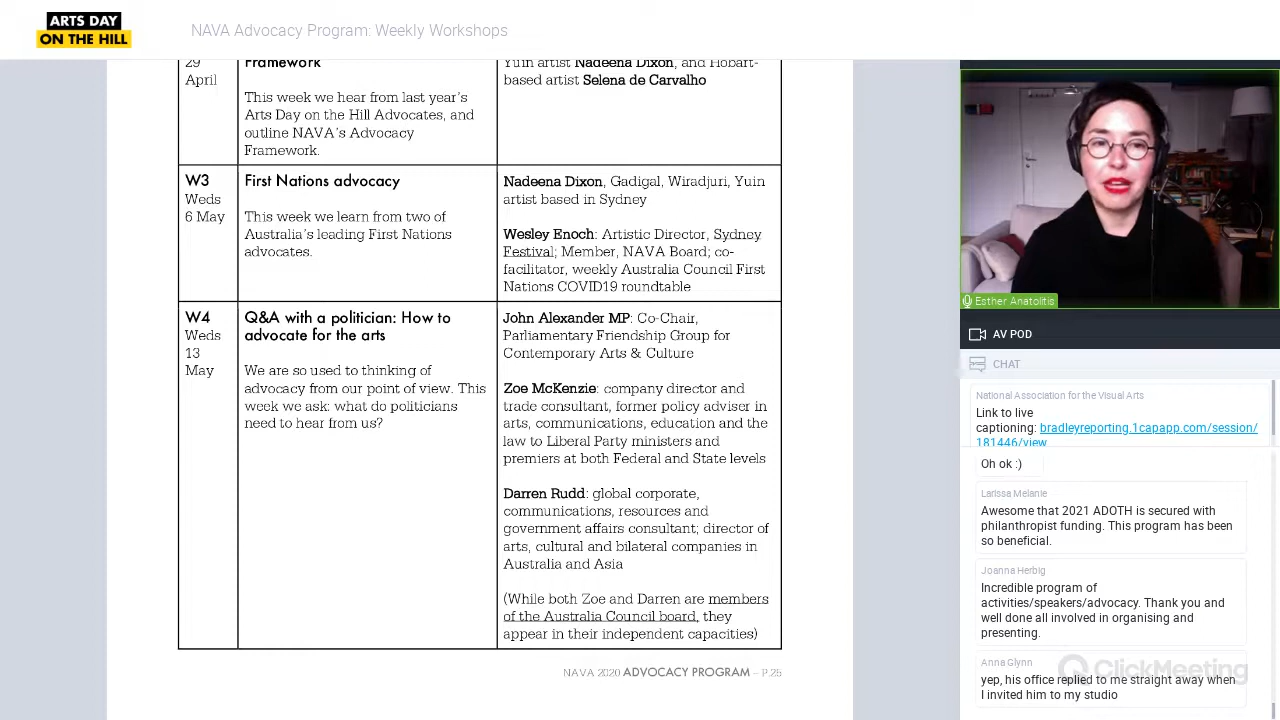 ARTS DAY
ON THE HILL
NAVA Advocacy Program: Weekly Workshops
29
April
Framework
This week we hear from last year's
Arts Day on the Hill Advocates, and
outline NAVA's Advocacy
Framework.
Yuin artist Nadeena Dixon, and Hobart-
based artist Selena de Carvalho
W3
Weds
6 May
First Nations advocacy
This week we learn from two of
Australia's leading First Nations
advocates.
Nadeena Dixon, Gadigal, Wiradjuri, Yuin
artist based in Sydney
Wesley Enoch: Artistic Director, Sydney
Festival; Member, NAVA Board; co-
facilitator, weekly Australia Council First
Nations COVID19 roundtable
W4
Weds
13
May
Q&A with a politician: How to
advocate for the arts
We are all used to thinking of
advocacy from our point of view. This
week we ask: what do politicians
need to hear from us?
John Alexander MP: Co-Chair,
Parliamentary Friendship Group for
Contemporary Arts & Culture
Zoe McKenzie: company director and
trade consultant, former policy adviser in
arts, communications, education and the
law to Liberal Party ministers and
premiers at both Federal and State levels
Darren Rudd: global corporate,
communications, resources and
government affairs consultant; director of
arts, cultural and bilateral companies in
Australia and Asia
(While both Zoe and Darren are members
of the Australia Council board, they
appear in their independent capacities)
NAVA 2020 ADVOCACY PROGRAM – P.25
Esther Anatolitis
AV POD
CHAT
National Association for the Visual Arts
Link to live
captioning: bradleyreporting.1capapp.com/session/
181446/view
Oh ok :)
Larissa Melanie
Awesome that 2021 ADOTH is secured with
philanthropist funding. This program has been
so beneficial.
Joanna Herbig
Incredible program of
activities/speakers/advocacy. Thank you and
well done all involved in organising and
presenting.
Anna Glynn
yep, his office replied to me straight away when
I invited him to my studio
ClickMeeting